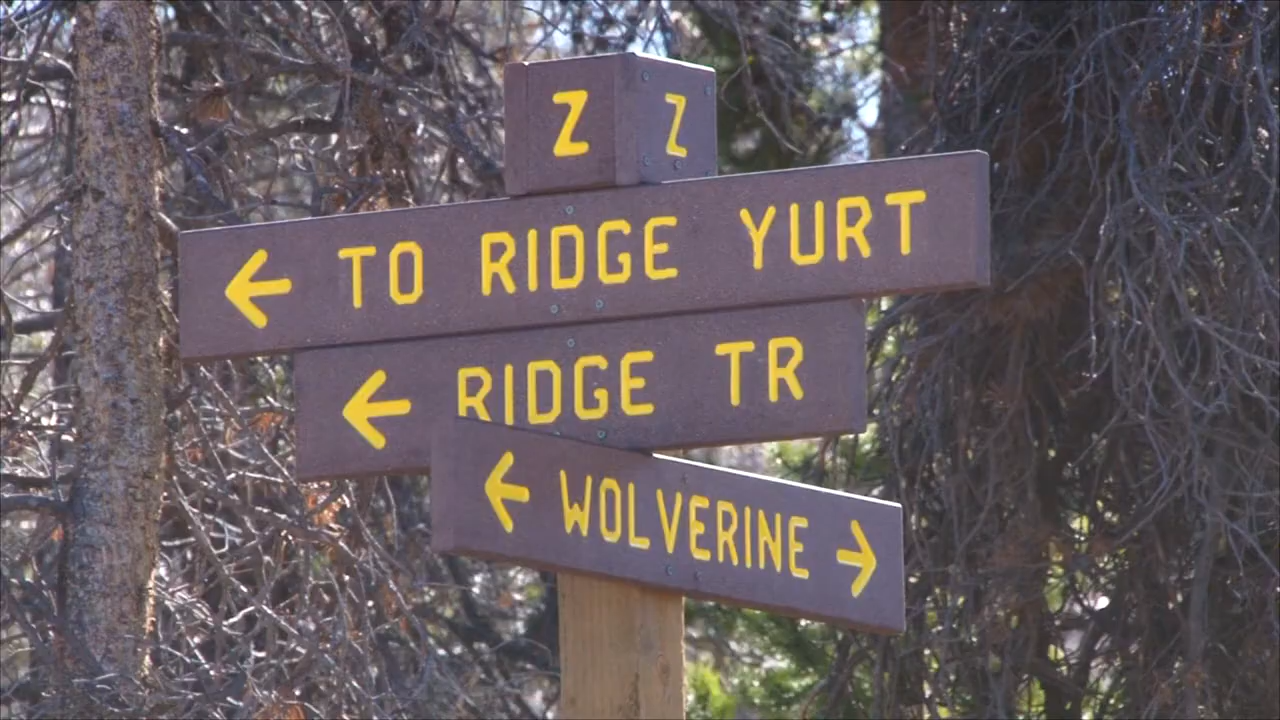 Z Z
← TO RIDGE YURT
← RIDGE TR
← WOLVERINE →